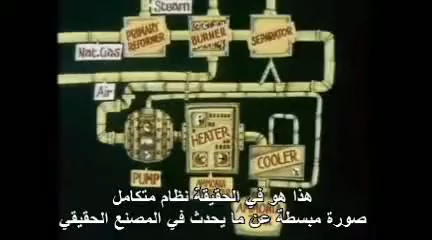 Steam
PRIMARY
REFORMER
BURNER
SEPARATOR
Nat.Gas
Air
HEATER
COOLER
PUMP
هذا هو في الحقيقة نظام متكامل
صورة مبسطة عن ما يحدث في المصنع الحقيقي